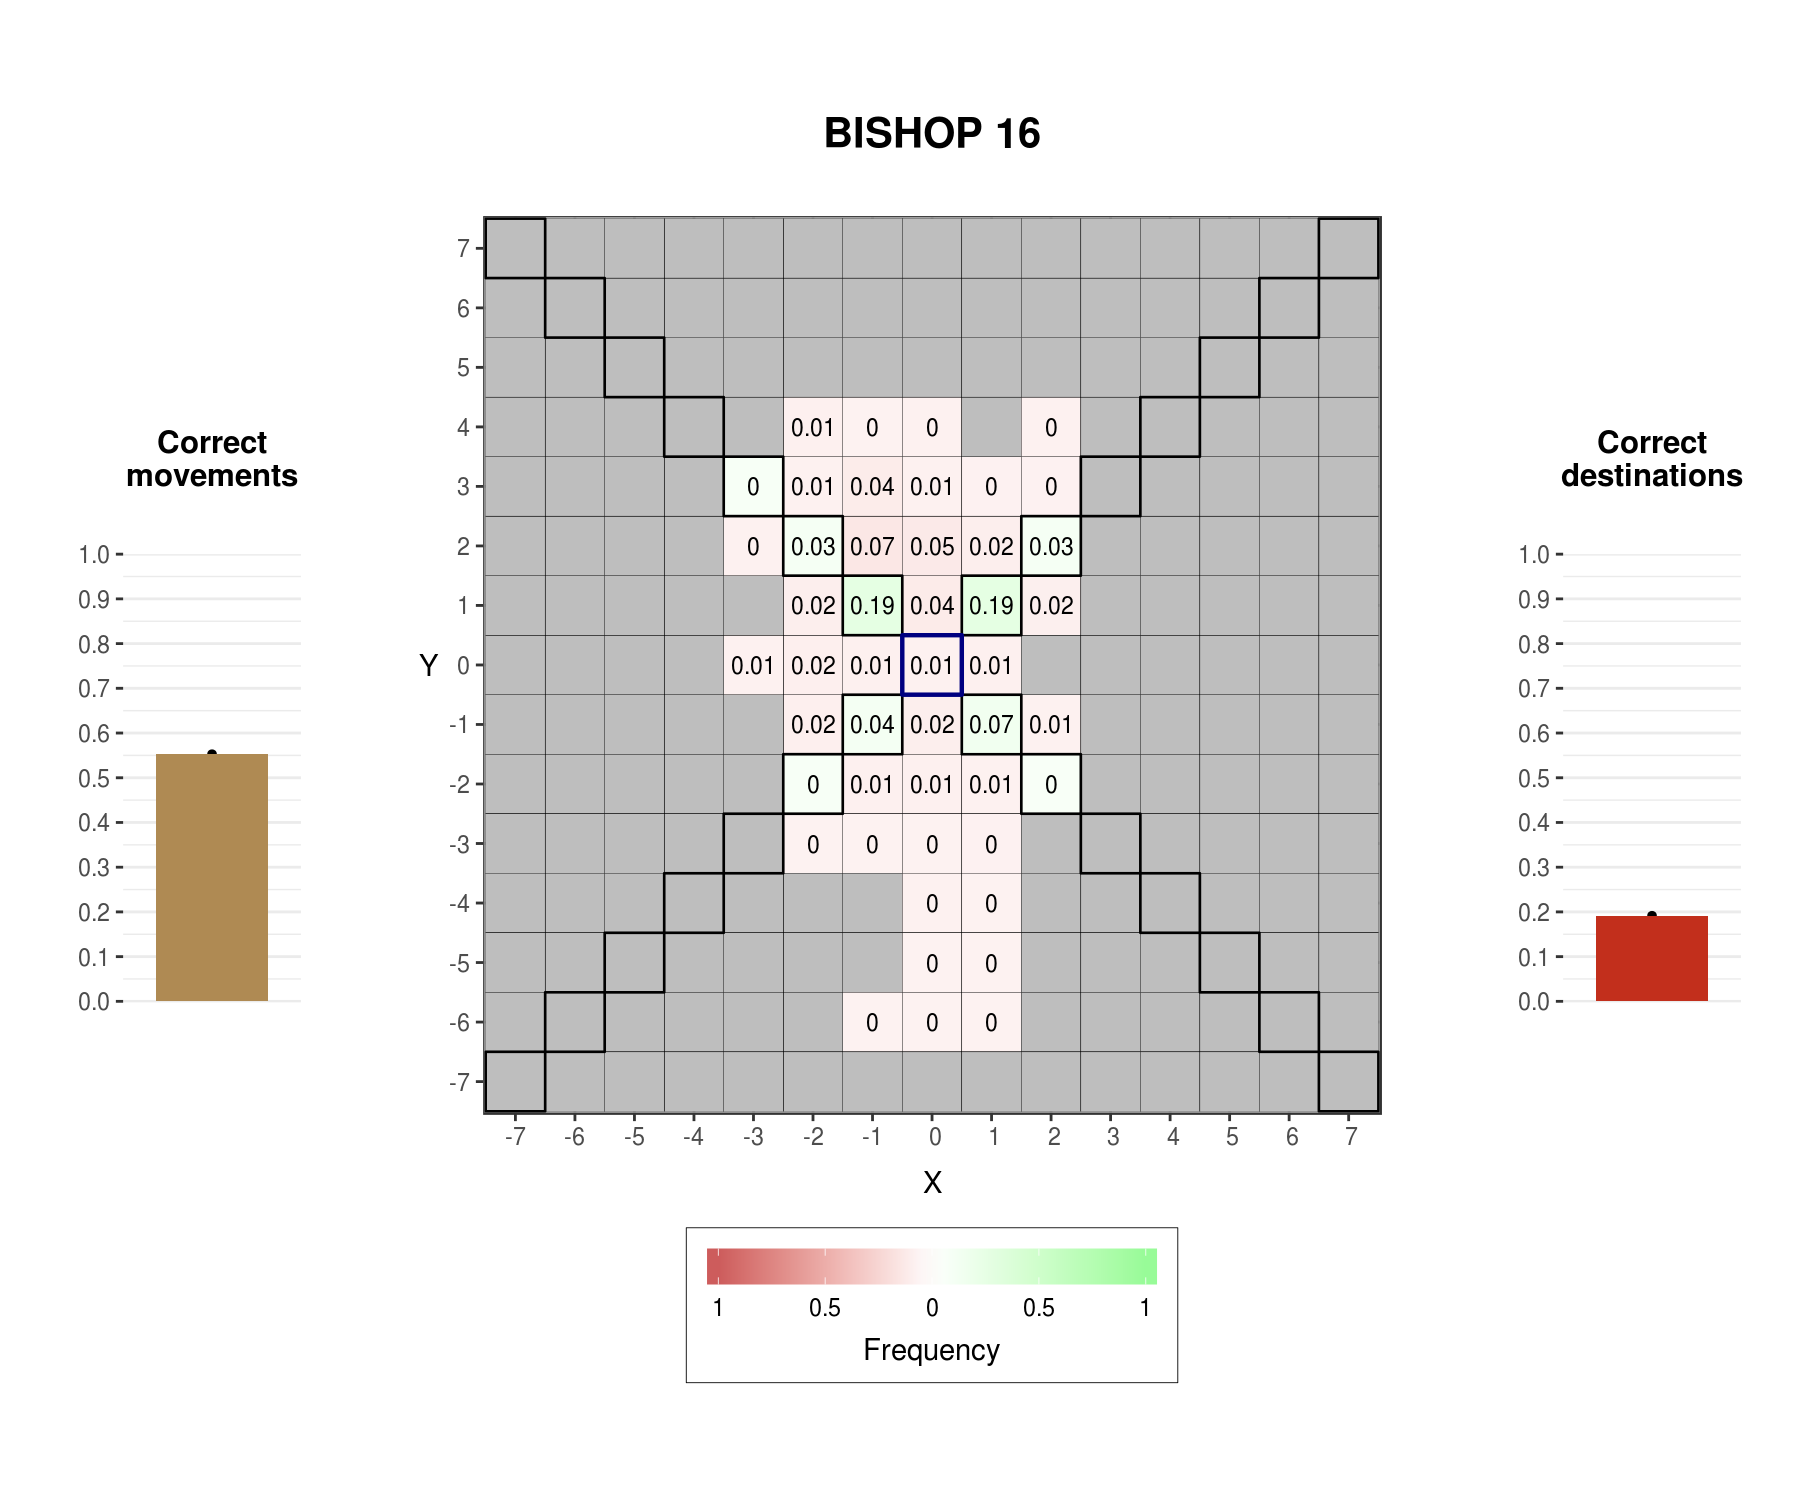 BISHOP 16
Correct
movements
1.0
0.9
0.8
0.7
0.6
0.5
0.4
0.3
0.2
0.1
0.0
Y
7
6
5
4 0.01 0 0 0
3 0 0.01 0.04 0.01 0 0
2 0 0.03 0.07 0.05 0.02 0.03
1 0.02 0.19 0.04 0.19 0.02
0 0.01 0.02 0.01 0.01 0.01
-1 0.02 0.04 0.02 0.07 0.01
-2 0 0.01 0.01 0.01 0
-3 0 0 0 0
-4 0 0
-5 0 0
-6 0 0 0
-7
-7 -6 -5 -4 -3 -2 -1 0 1 2 3 4 5 6 7
X
1 0.5 0 0.5 1
Frequency
Correct
destinations
1.0
0.9
0.8
0.7
0.6
0.5
0.4
0.3
0.2
0.1
0.0